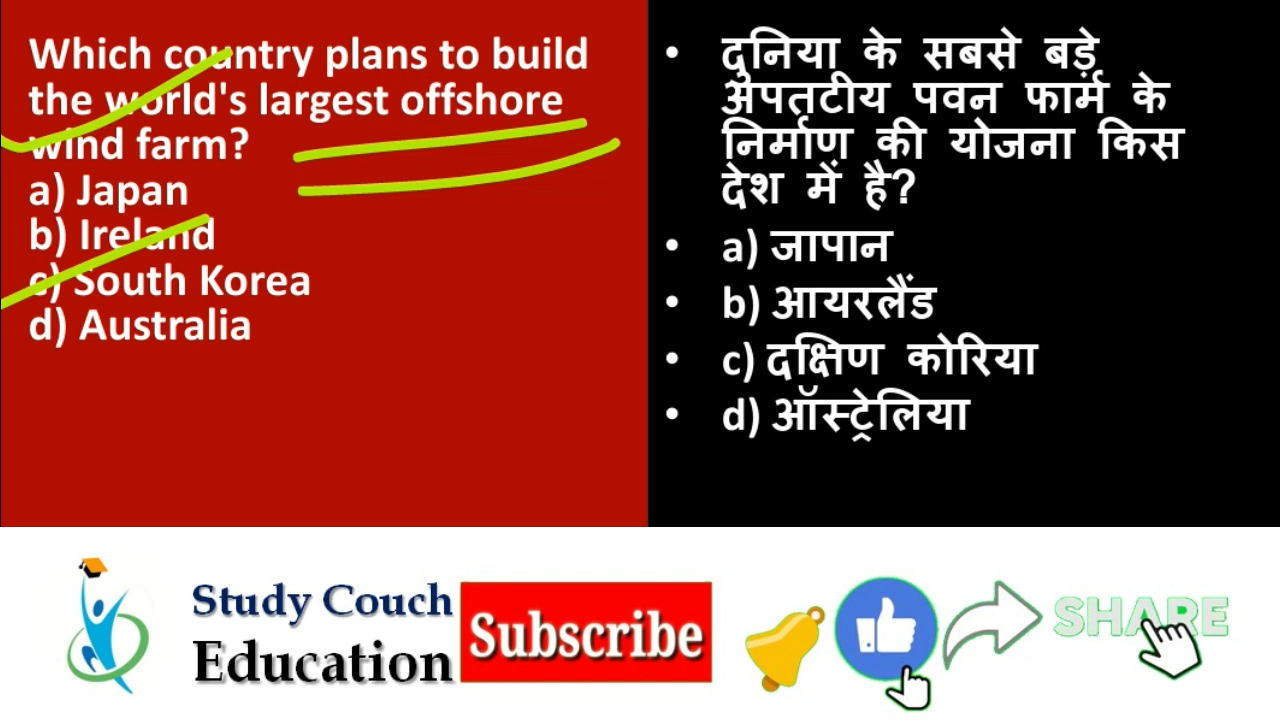 Which country plans to build
the world's largest offshore
wind farm?
a) Japan
b) Ireland
c) South Korea
d) Australia
• दुनिया के सबसे बड़े
अपतटीय पवन फार्म के
निर्माण की योजना किस
देश में है?
• a) जापान
• b) आयरलैंड
• c) दक्षिण कोरिया
• d) ऑस्ट्रेलिया
Study Couch
Education
Subscribe
SHARE